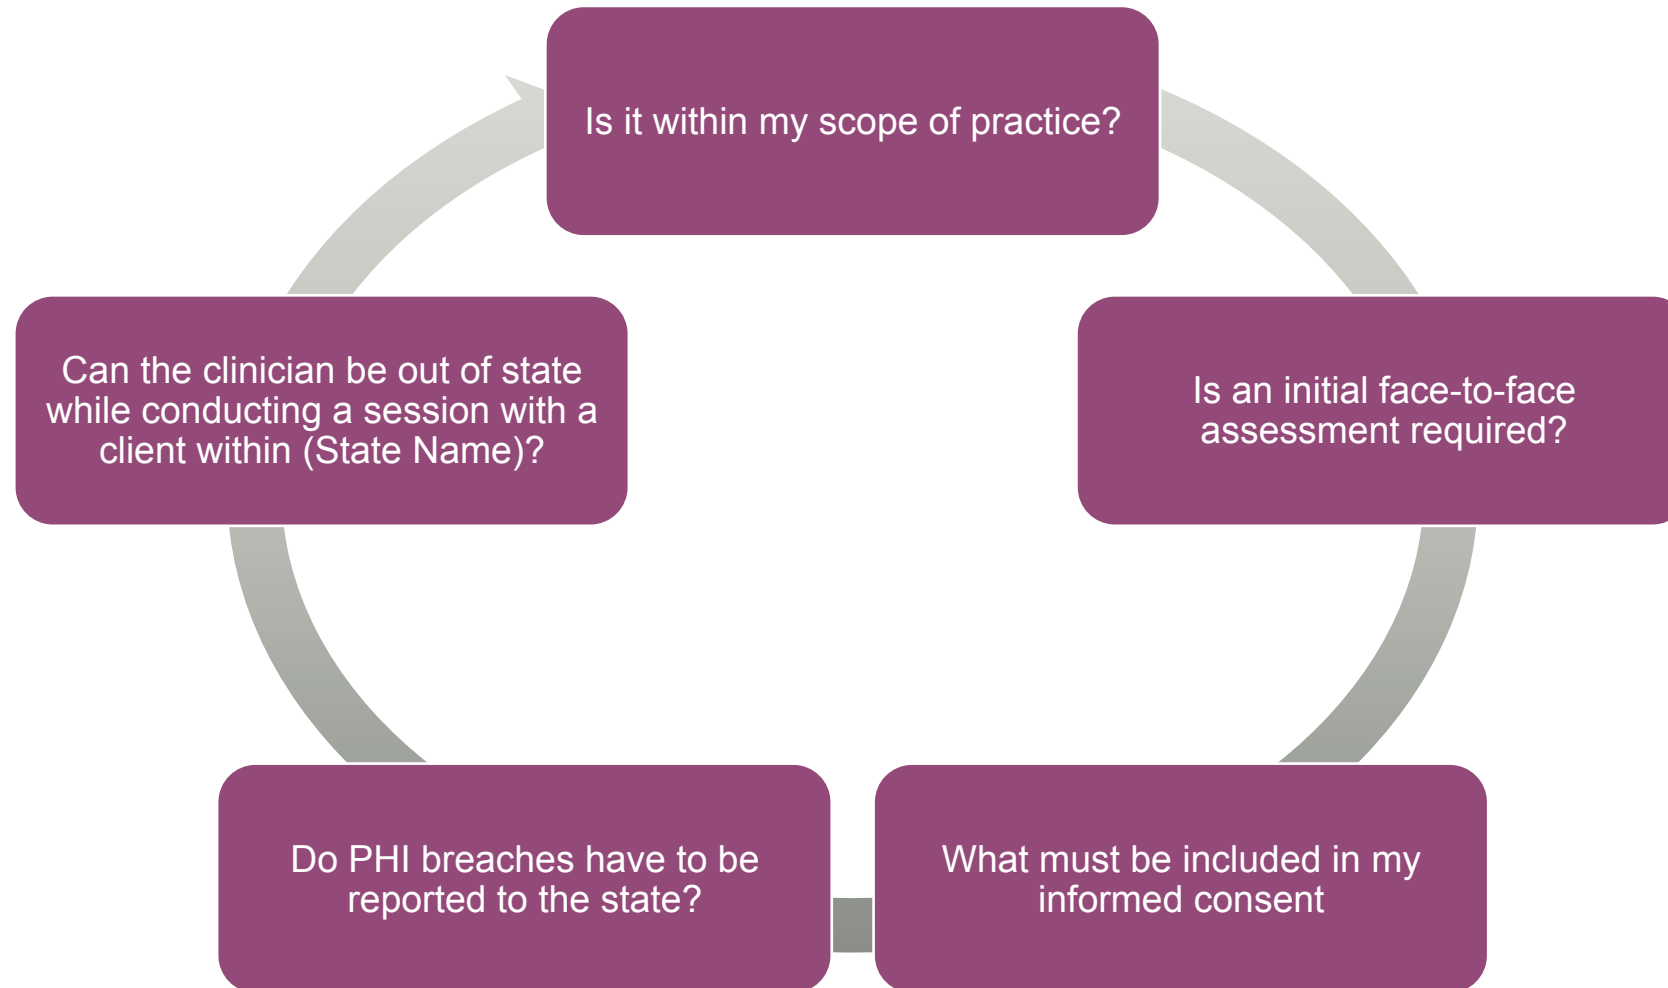 Is it within my scope of practice?
Is an initial face-to-face
assessment required?
What must be included in my
informed consent
Do PHI breaches have to be
reported to the state?
Can the clinician be out of state
while conducting a session with a
client within (State Name)?